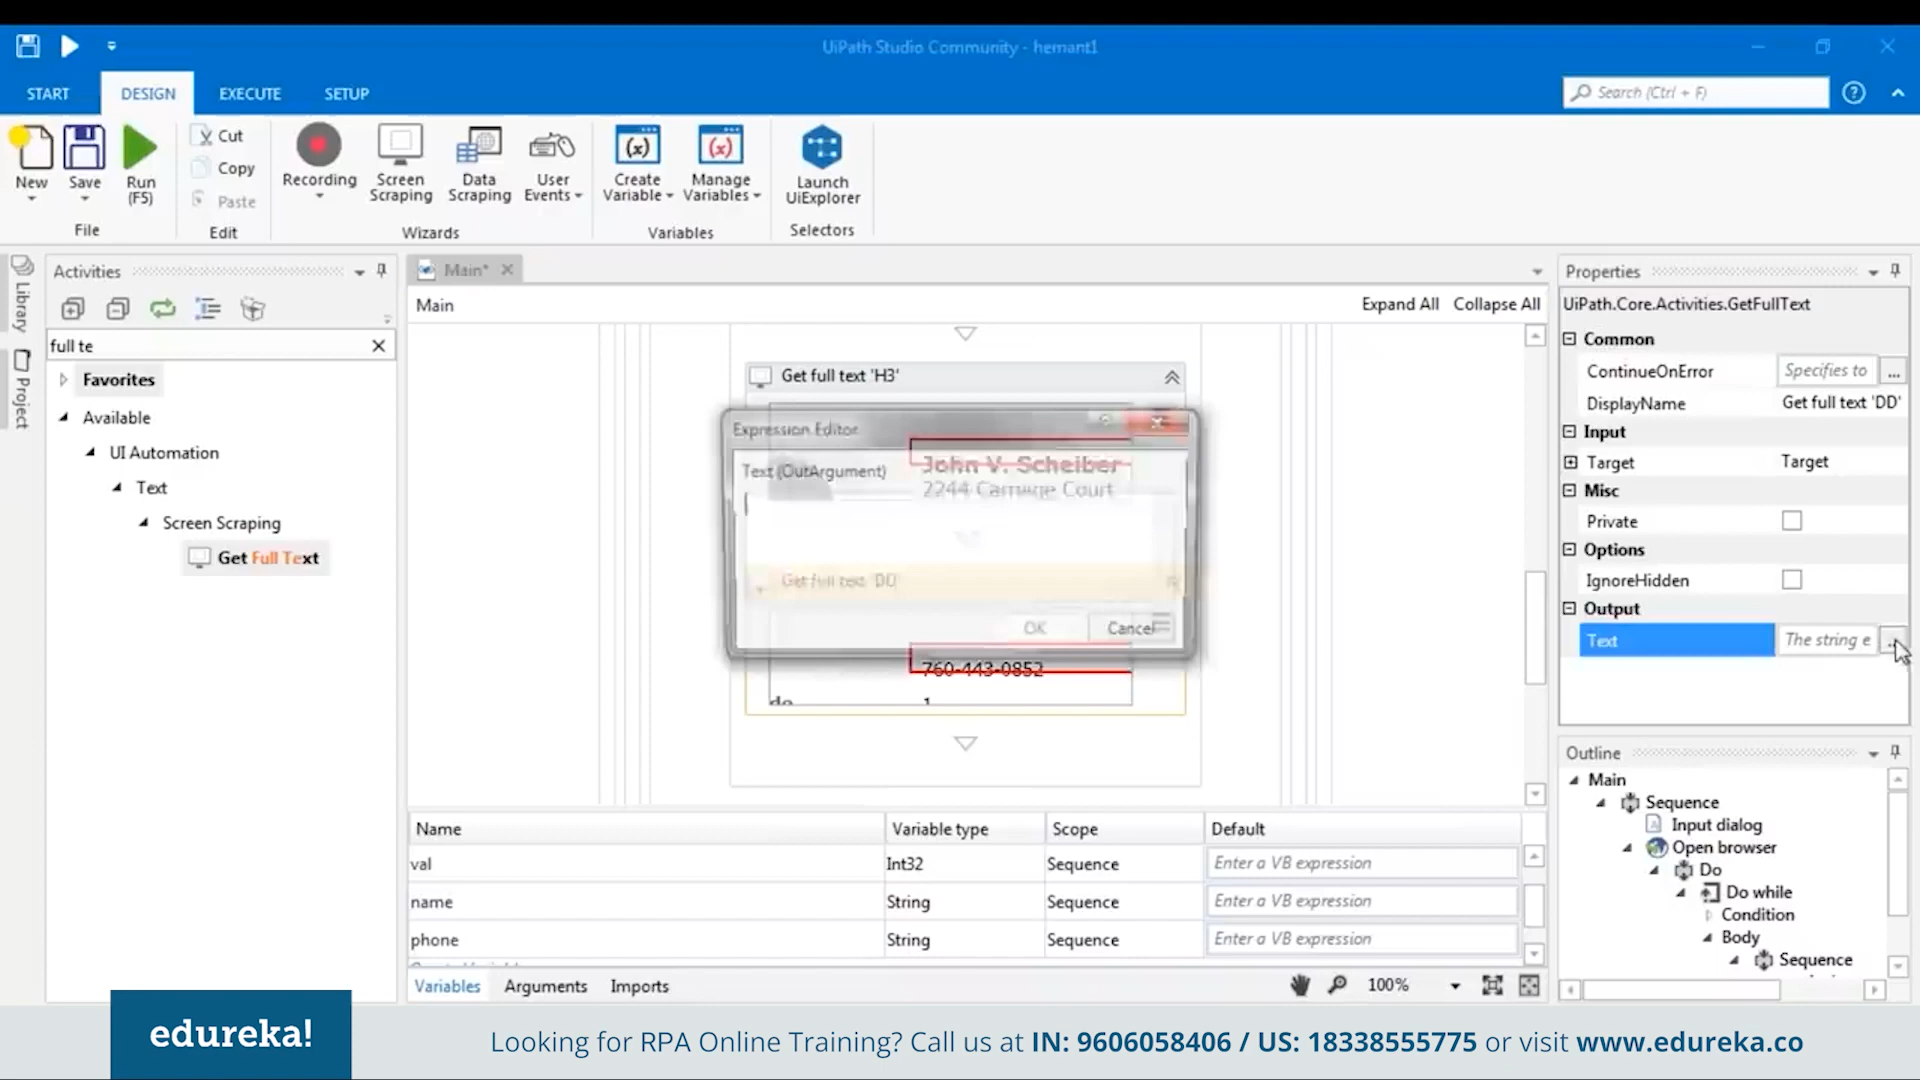 UiPath Studio Community - hemant1
START
DESIGN
EXECUTE
SETUP
Search (Ctrl + F)
New
Save
Run
(F5)
File
Cut
Copy
Paste
Edit
Recording
Screen
Scraping
Data
Scraping
User
Events
Wizards
Create
Variable
Manage
Variables
Variables
Launch
UiExplorer
Selectors
Library
Project
Activities
full te
Favorites
Available
UI Automation
Text
Screen Scraping
Get Full Text
Main*
Main
Expand All
Collapse All
Get full text 'H3'
Expression Editor
Text (OutArgument)
John V. Scheiber
2244 Carriage Court
Get full text 'DD'
OK
Cancel
760-443-0852
Name
Variable type
Scope
Default
val
Int32
Sequence
Enter a VB expression
name
String
Sequence
Enter a VB expression
phone
String
Sequence
Enter a VB expression
Variables
Arguments
Imports
100%
Properties
UiPath.Core.Activities.GetFullText
Common
ContinueOnError
Specifies to
...
DisplayName
Get full text 'DD'
Input
Target
Target
Misc
Private
Options
IgnoreHidden
Output
Text
The string e
Outline
Main
Sequence
Input dialog
Open browser
Do
Do while
Condition
Body
Sequence
edureka!
Looking for RPA Online Training? Call us at IN: 9606058406 / US: 18338555775 or visit www.edureka.co